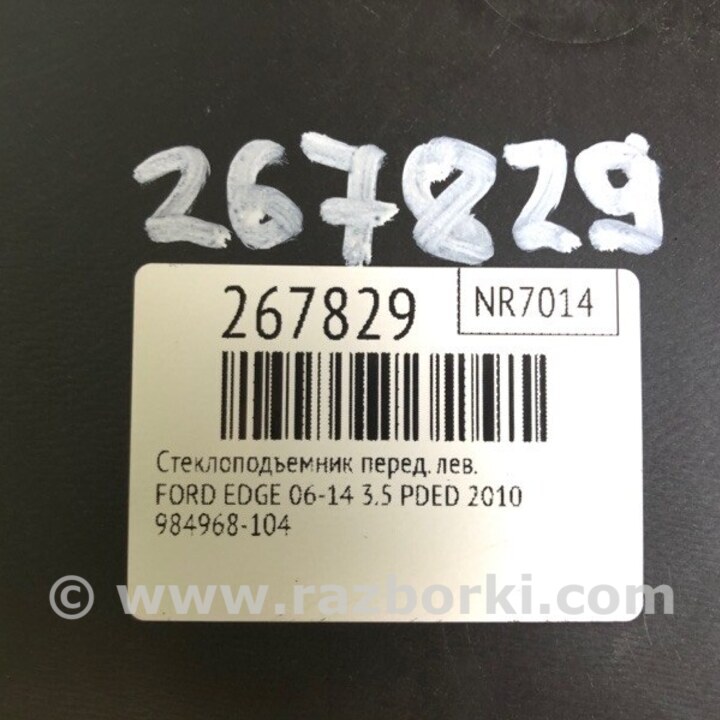 267829
267829
NR7014
Стеклоподъемник перед. лев.
FORD EDGE 06-14 3.5 PDED 2010
984968-104
© www.razborki.com